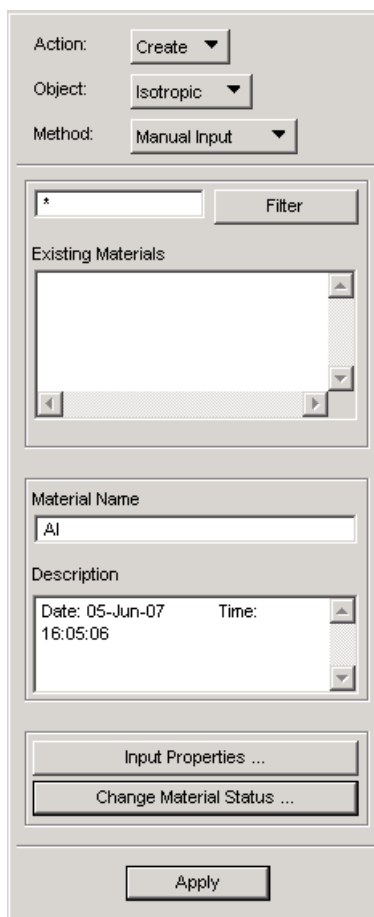 Action: Create
Object: Isotropic
Method: Manual Input
* Filter
Existing Materials
Material Name
Al
Description
Date: 05-Jun-07 Time:
16:05:06
Input Properties ...
Change Material Status ...
Apply